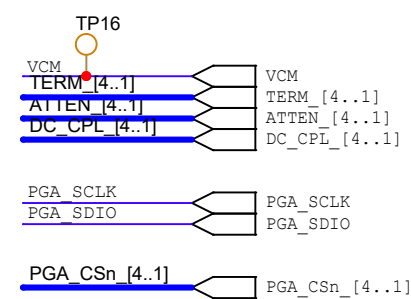 TP16
VCM VCM
TERM_[4..1] TERM_[4..1]
ATTEN_[4..1] ATTEN_[4..1]
DC_CPL_[4..1] DC_CPL_[4..1]
PGA_SCLK PGA_SCLK
PGA_SDIO PGA_SDIO
PGA_CSn_[4..1] PGA_CSn_[4..1]